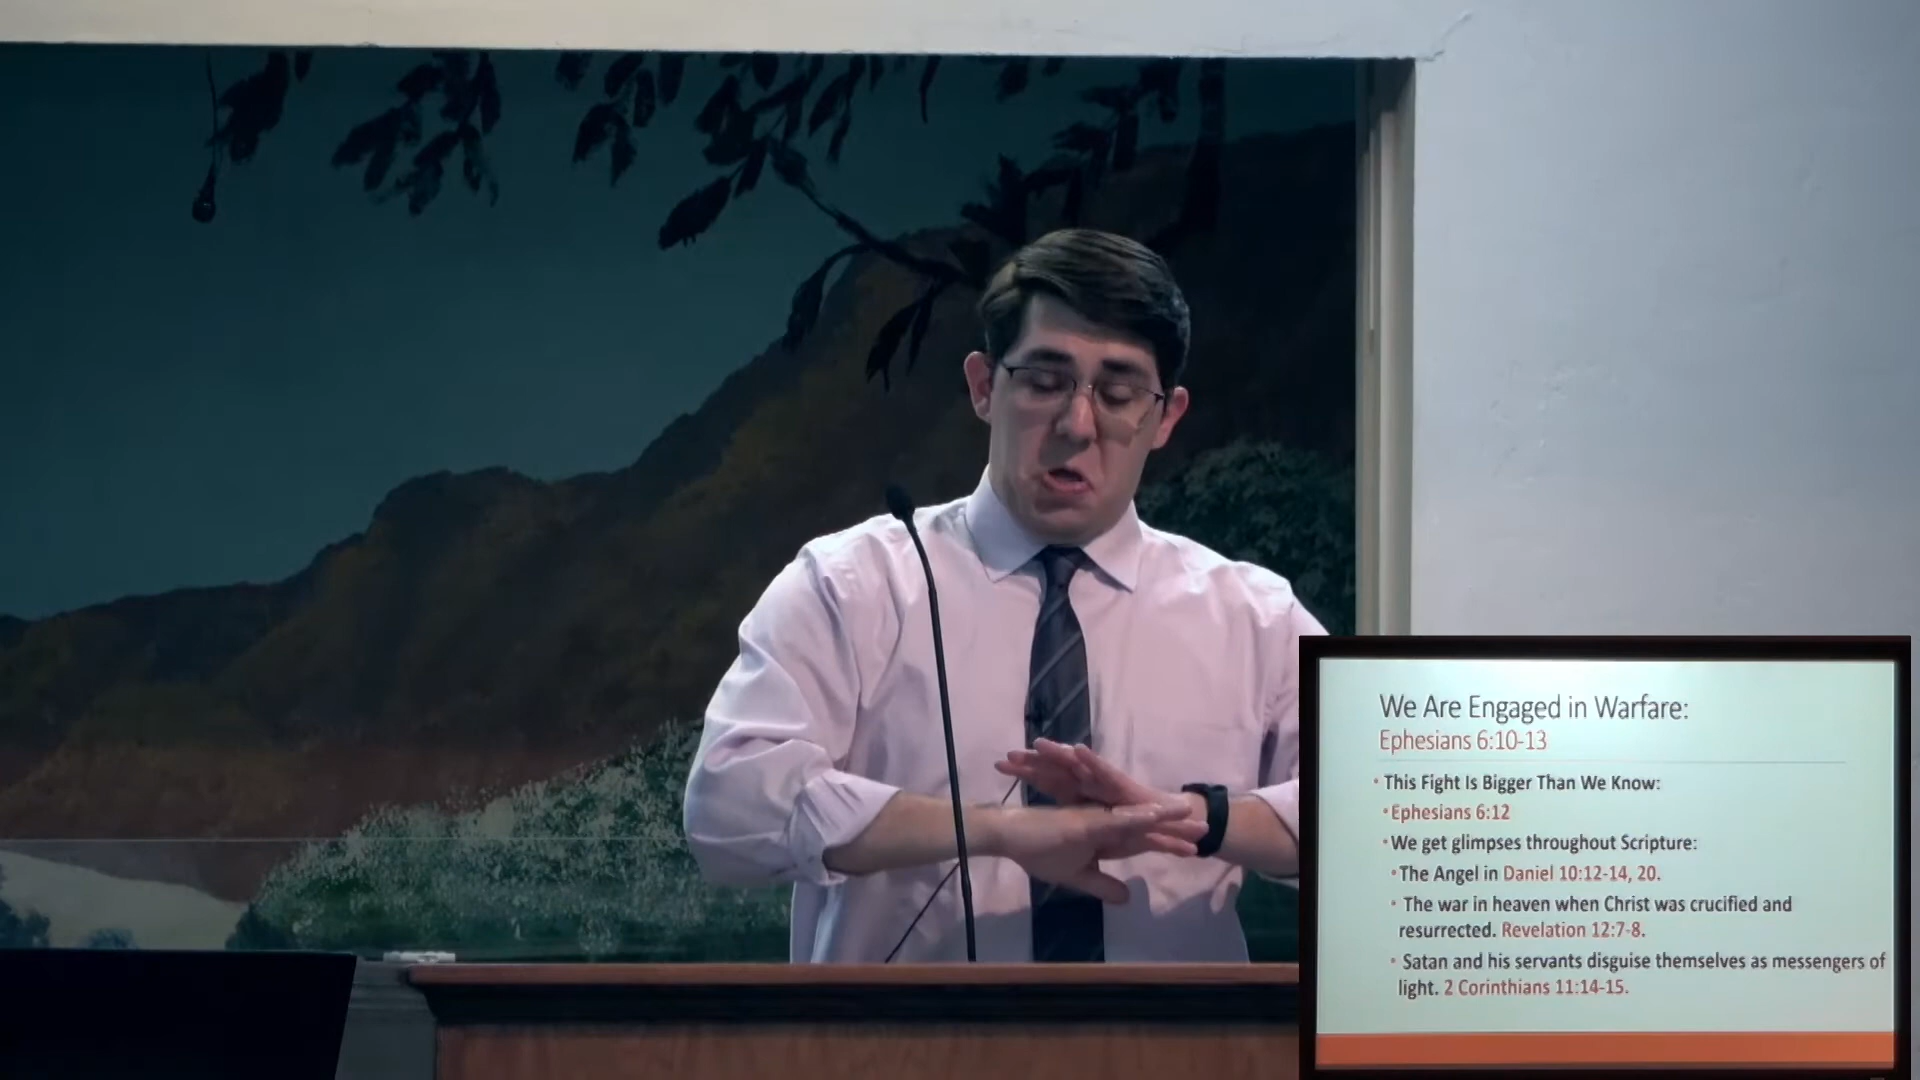 We Are Engaged in Warfare:
Ephesians 6:10-13
• This Fight Is Bigger Than We Know:
• Ephesians 6:12
• We get glimpses throughout Scripture:
• The Angel in Daniel 10:12-14, 20.
• The war in heaven when Christ was crucified and
resurrected. Revelation 12:7-8.
• Satan and his servants disguise themselves as messengers of
light. 2 Corinthians 11:14-15.